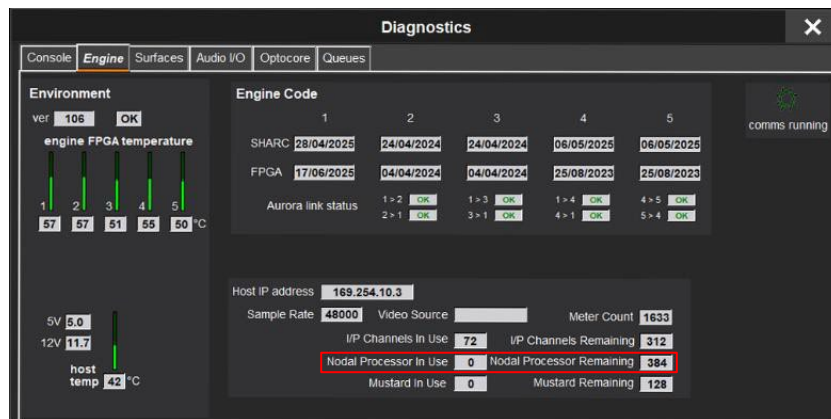 Diagnostics
Console Engine Surfaces Audio I/O Optocore Queues
Environment
ver 106 OK
engine FPGA temperature
1 2 3 4 5
57 57 51 55 50 °C
5V 5.0
12V 11.7
host
temp 42 °C
Engine Code
1 2 3 4 5
SHARC 28/04/2025 24/04/2024 24/04/2024 06/05/2025 06/05/2025
FPGA 17/06/2025 04/04/2024 04/04/2024 25/08/2023 25/08/2023
Aurora link status 1 > 2 OK 1 > 3 OK 1 > 4 OK 4 > 5 OK
2 > 1 OK 3 > 1 OK 4 > 1 OK 5 > 4 OK
comms running
Host IP address 169.254.10.3
Sample Rate 48000 Video Source Meter Count 1633
I/P Channels In Use 72 I/P Channels Remaining 312
Nodal Processor In Use 0 Nodal Processor Remaining 384
Mustard In Use 0 Mustard Remaining 128